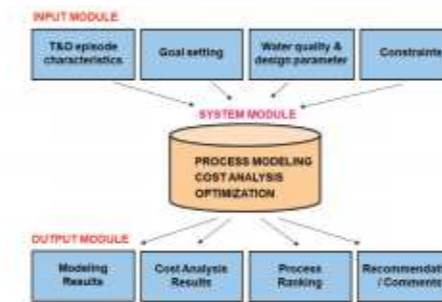 INPUT MODULE
T&O episode
characteristics
Goal setting
Water quality &
design parameter
Constraints
SYSTEM MODULE
PROCESS MODELING
COST ANALYSIS
OPTIMIZATION
OUTPUT MODULE
Modeling
Results
Cost Analysis
Results
Process
Ranking
Recommendatio
/ Comments